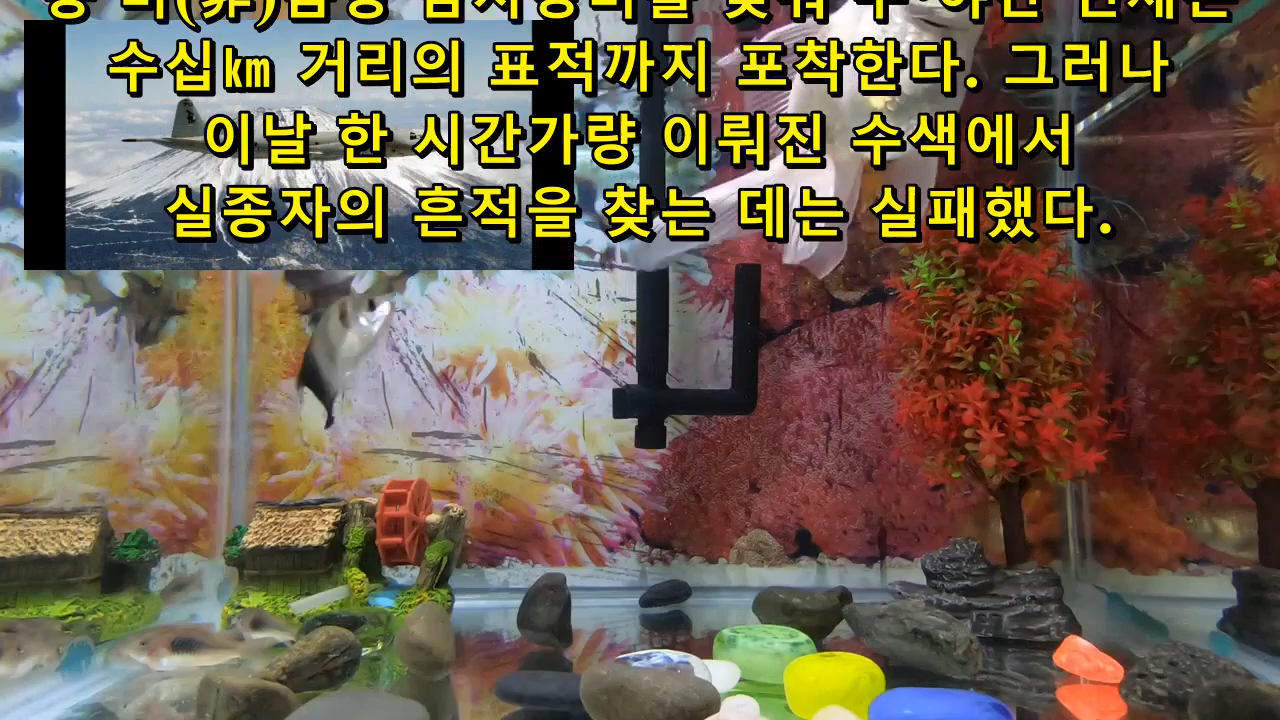 수십㎞ 거리의 표적까지 포착한다. 그러나
이날 한 시간가량 이뤄진 수색에서
실종자의 흔적을 찾는 데는 실패했다.